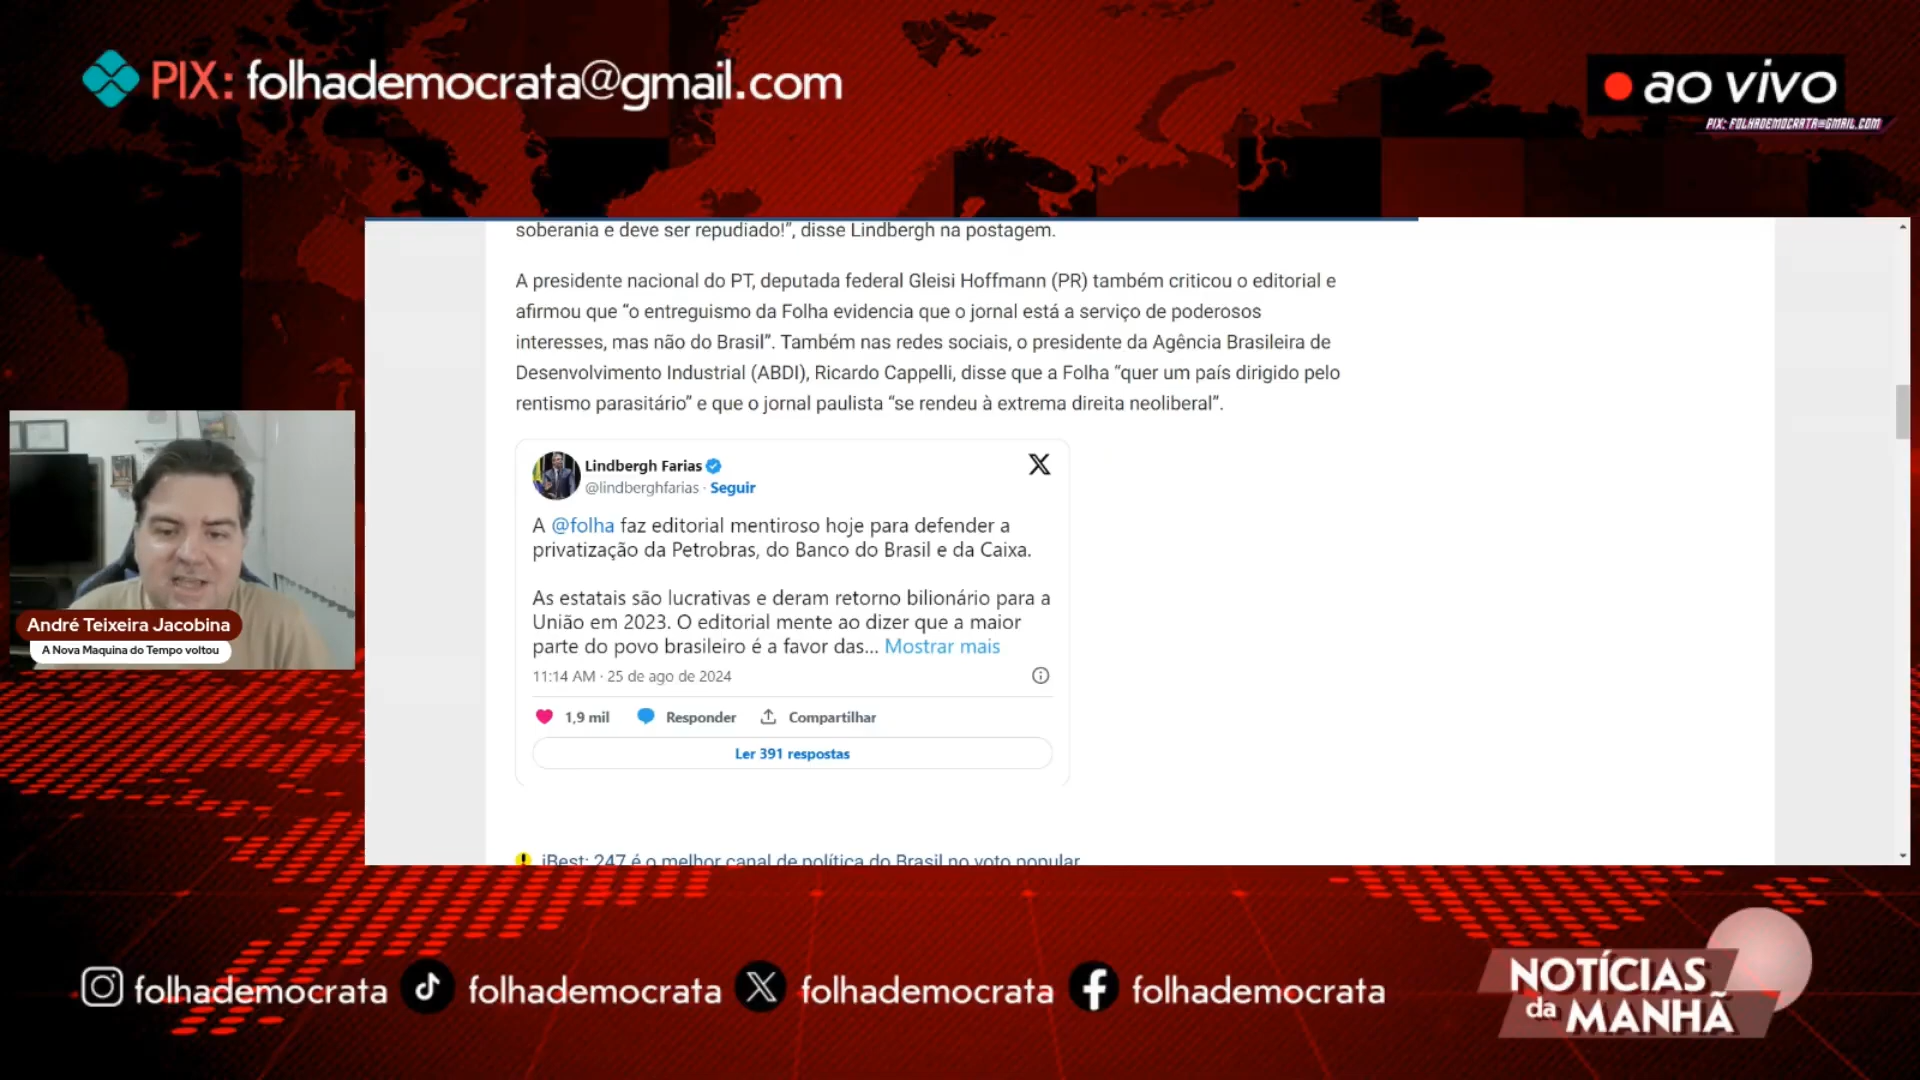 PIX: folhademocrata@gmail.com
ao vivo
PIX: FOLHADEMOCRATA@GMAIL.COM
soberania e deve ser repudiado!”, disse Lindbergh na postagem.
A presidente nacional do PT, deputada federal Gleisi Hoffmann (PR) também criticou o editorial e
afirmou que “o entreguismo da Folha evidencia que o jornal está a serviço de poderosos
interesses, mas não do Brasil”. Também nas redes sociais, o presidente da Agência Brasileira de
Desenvolvimento Industrial (ABDI), Ricardo Cappelli, disse que a Folha “quer um país dirigido pelo
rentismo parasitário” e que o jornal paulista “se rendeu à extrema direita neoliberal”.
Lindbergh Farias
@lindberghfarias · Seguir
A @folha faz editorial mentiroso hoje para defender a
privatização da Petrobras, do Banco do Brasil e da Caixa.
As estatais são lucrativas e deram retorno bilionário para a
União em 2023. O editorial mente ao dizer que a maior
parte do povo brasileiro é a favor das... Mostrar mais
11:14 AM · 25 de ago de 2024
1,9 mil Responder Compartilhar
Ler 391 respostas
iBest: 247 é o melhor canal de política do Brasil no voto popular
André Teixeira Jacobina
A Nova Maquina do Tempo voltou
folhademocrata folhademocrata folhademocrata folhademocrata
NOTÍCIAS
da MANHÃ